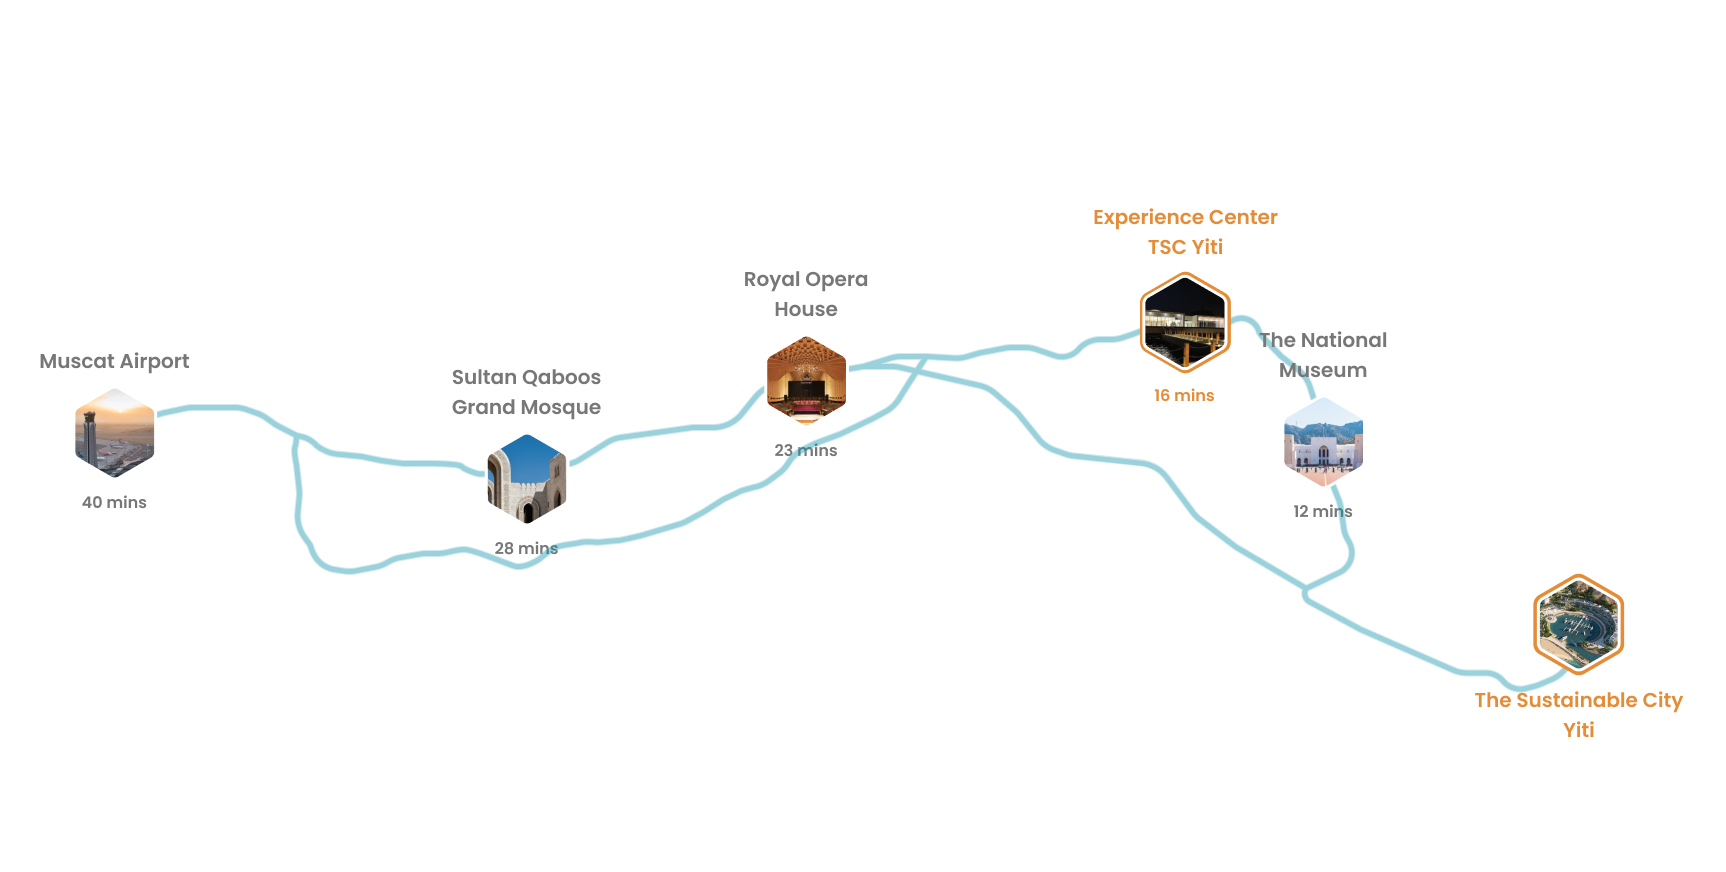 Experience Center
TSC Yiti
16 mins
Royal Opera
House
23 mins
The National
Museum
12 mins
Muscat Airport
40 mins
Sultan Qaboos
Grand Mosque
28 mins
The Sustainable City
Yiti